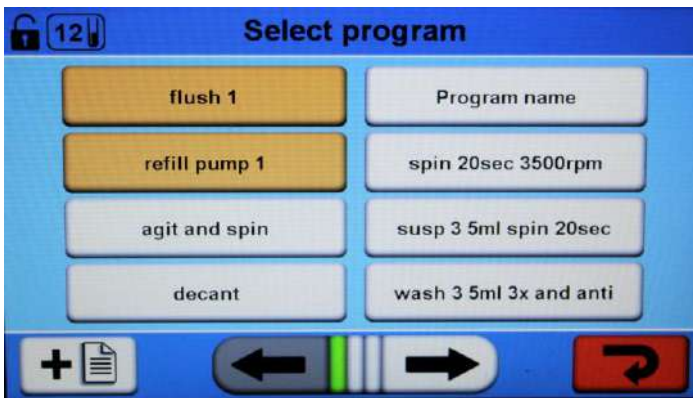 12
Select program
flush 1
Program name
refill pump 1
spin 20sec 3500rpm
agit and spin
susp 3 5ml spin 20sec
decant
wash 3 5ml 3x and anti